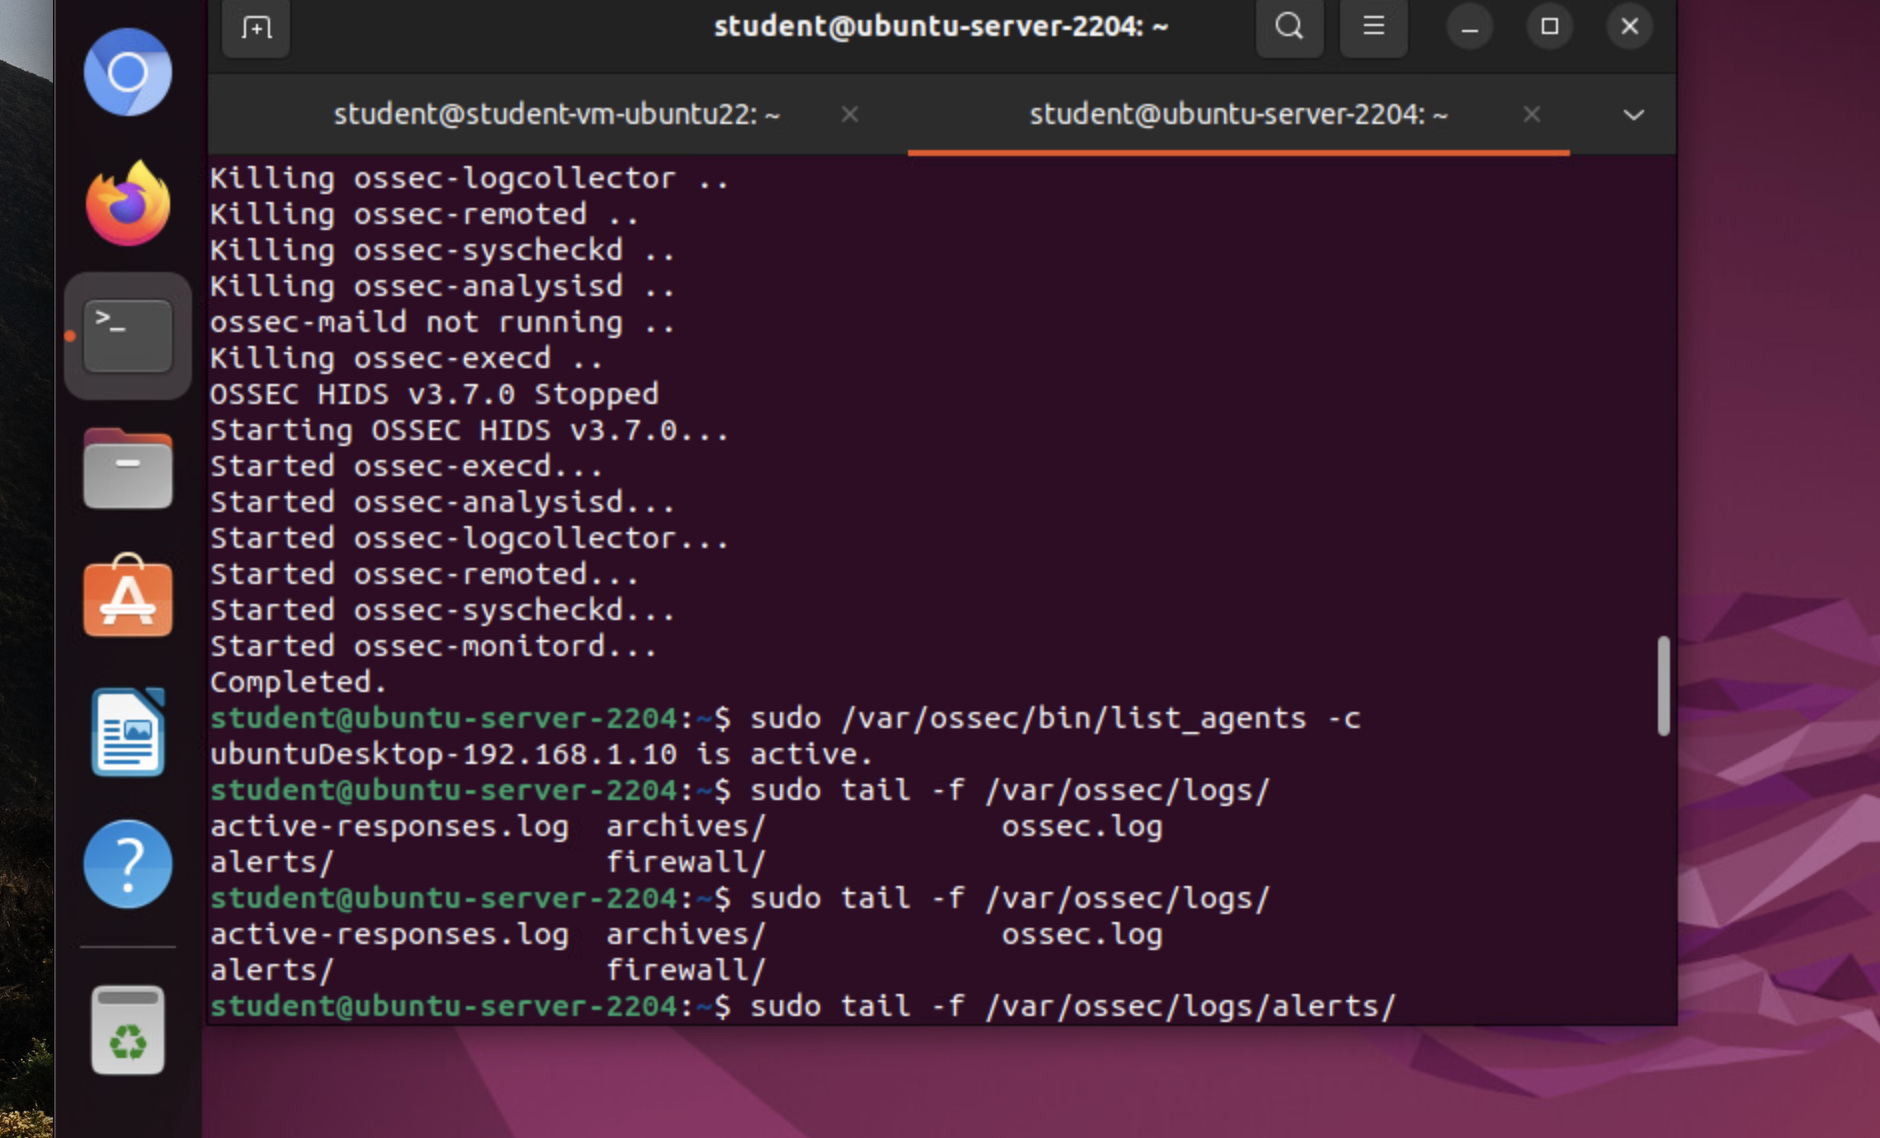 student@ubuntu-server-2204: ~
student@student-vm-ubuntu22: ~
student@ubuntu-server-2204: ~
Killing ossec-logcollector ..
Killing ossec-remoted ..
Killing ossec-syscheckd ..
Killing ossec-analysisd ..
ossec-maild not running ..
Killing ossec-execd ..
OSSEC HIDS v3.7.0 Stopped
Starting OSSEC HIDS v3.7.0...
Started ossec-execd...
Started ossec-analysisd...
Started ossec-logcollector...
Started ossec-remoted...
Started ossec-syscheckd...
Started ossec-monitord...
Completed.
student@ubuntu-server-2204:~$ sudo /var/ossec/bin/list_agents -c
ubuntuDesktop-192.168.1.10 is active.
student@ubuntu-server-2204:~$ sudo tail -f /var/ossec/logs/
active-responses.log  archives/             ossec.log
alerts/               firewall/
student@ubuntu-server-2204:~$ sudo tail -f /var/ossec/logs/
active-responses.log  archives/             ossec.log
alerts/               firewall/
student@ubuntu-server-2204:~$ sudo tail -f /var/ossec/logs/alerts/